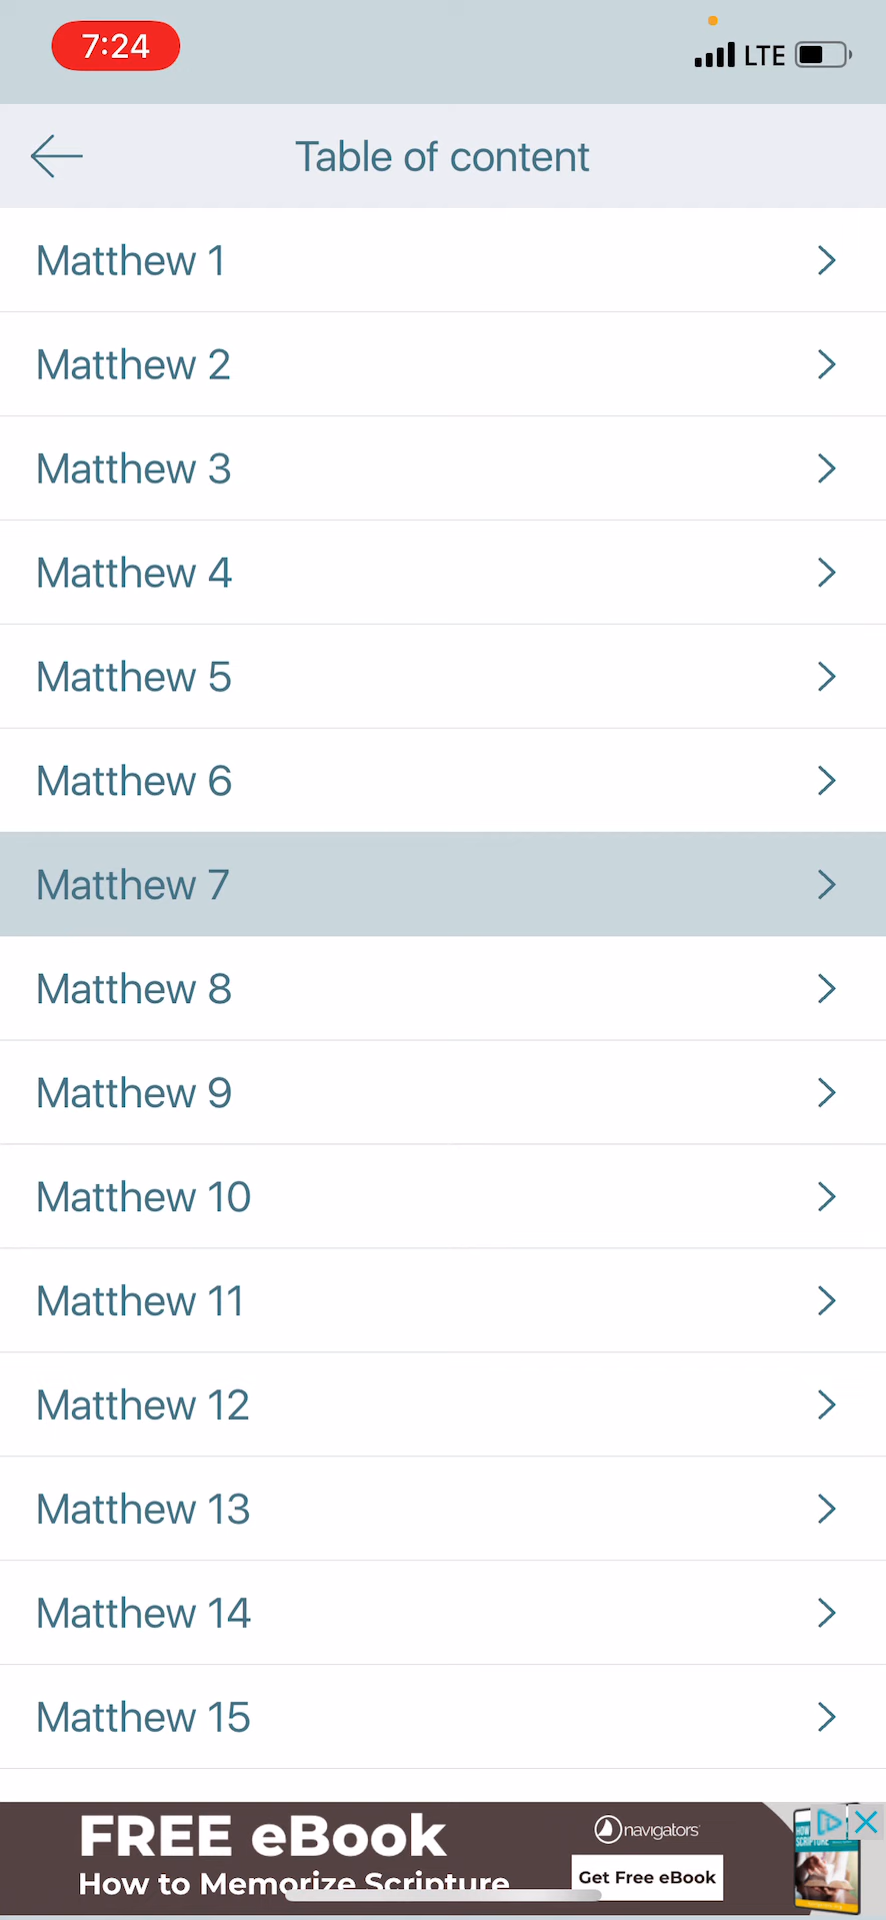 7:24
LTE
Table of content
Matthew 1
Matthew 2
Matthew 3
Matthew 4
Matthew 5
Matthew 6
Matthew 7
Matthew 8
Matthew 9
Matthew 10
Matthew 11
Matthew 12
Matthew 13
Matthew 14
Matthew 15
FREE eBook
How to Memorize Scripture
navigators
Get Free eBook
HOW
SCRIPTURE